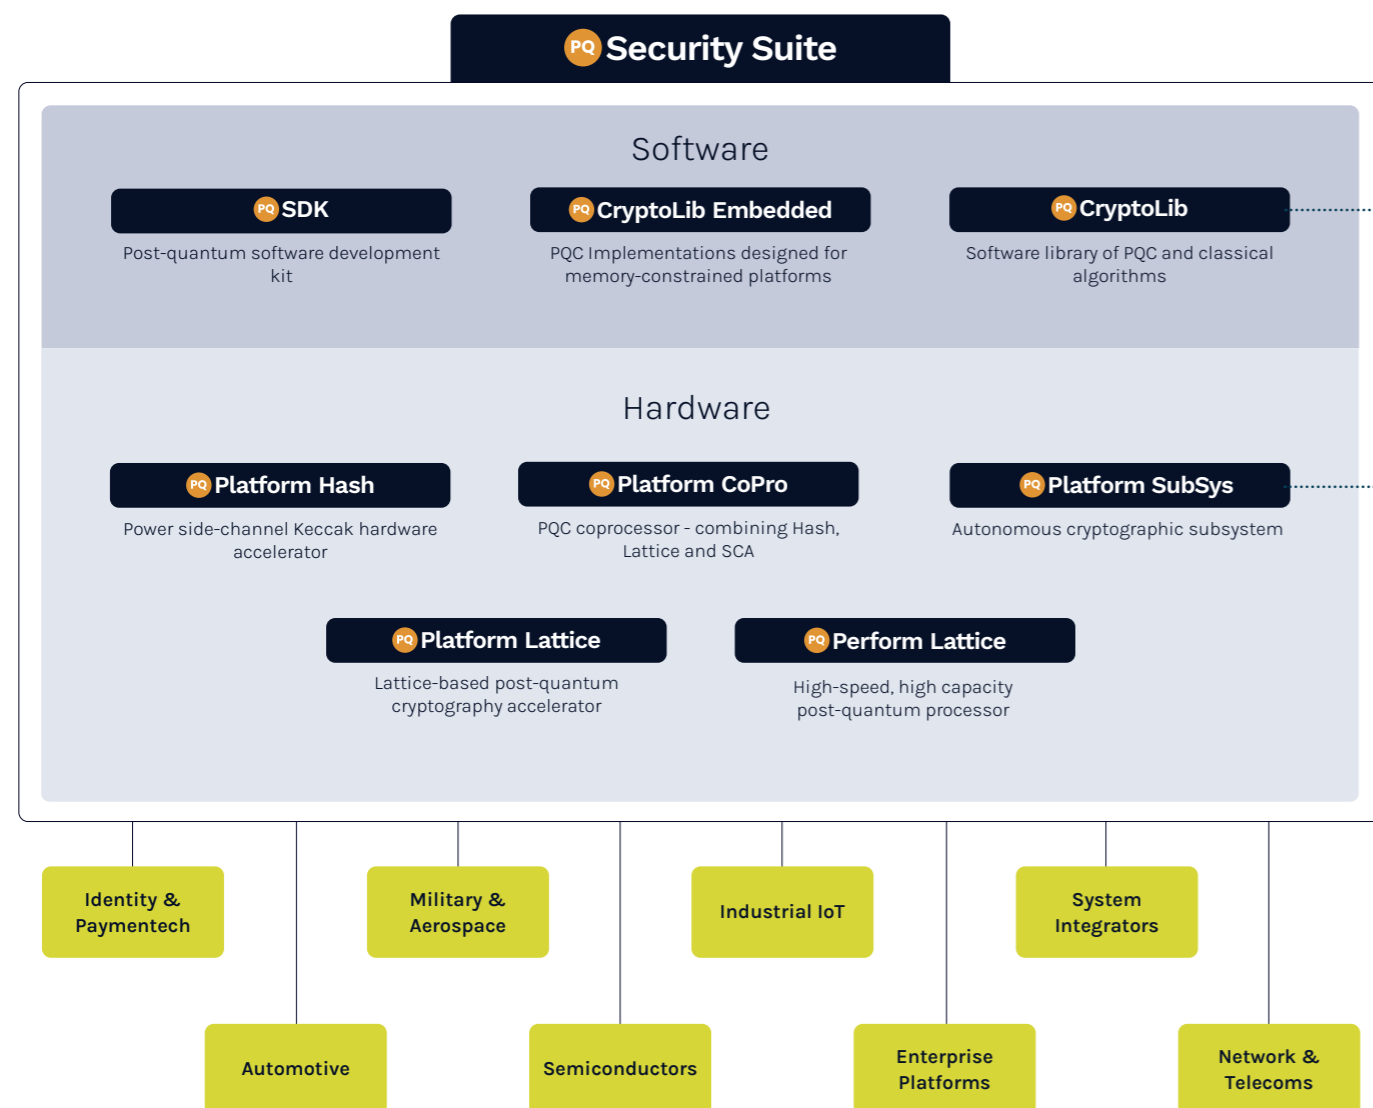 PQ Security Suite
Software
PQ SDK
Post-quantum software development
kit
PQ CryptoLib Embedded
PQC Implementations designed for
memory-constrained platforms
PQ CryptoLib
Software library of PQC and classical
algorithms
Hardware
PQ Platform Hash
Power side-channel Keccak hardware
accelerator
PQ Platform CoPro
PQC coprocessor - combining Hash,
Lattice and SCA
PQ Platform SubSys
Autonomous cryptographic subsystem
PQ Platform Lattice
Lattice-based post-quantum
cryptography accelerator
PQ Perform Lattice
High-speed, high capacity
post-quantum processor
Identity &
Paymentech
Military &
Aerospace
Industrial IoT
System
Integrators
Automotive
Semiconductors
Enterprise
Platforms
Network &
Telecoms